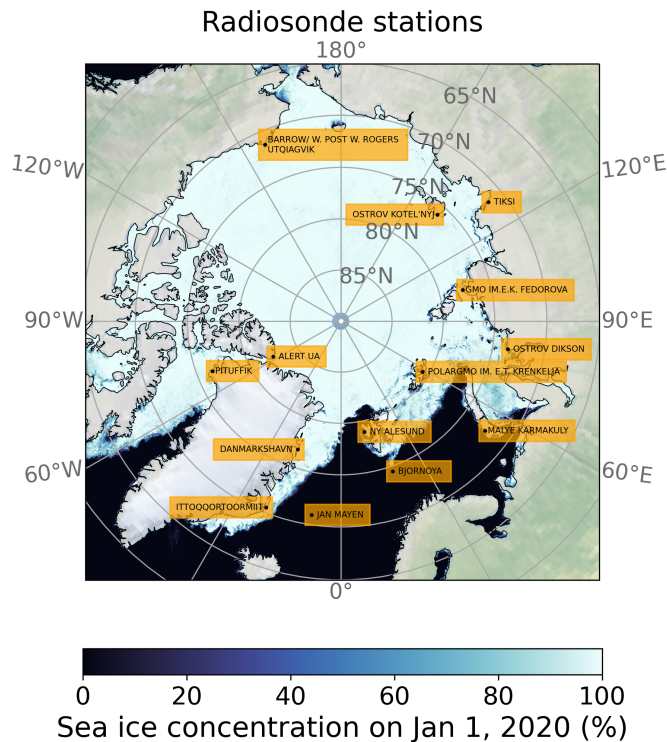 Radiosonde stations
180°
65°N
BARROW/ W. POST W. ROGERS
UTQIAGVIK
70°N
120°W
120°E
75°N
TIKSI
OSTROV KOTEL'NYJ
80°N
85°N
GMO IM.E.K. FEDOROVA
90°W
90°E
OSTROV DIKSON
ALERT UA
PITUFFIK
POLARGMO IM. E.T. KRENKELJA
NY ALESUND
MALYE KARMAKULY
DANMARKSHAVN
60°W
BJORNOYA
60°E
ITTOQQORTOORMIIT
JAN MAYEN
0°
0 20 40 60 80 100
Sea ice concentration on Jan 1, 2020 (%)